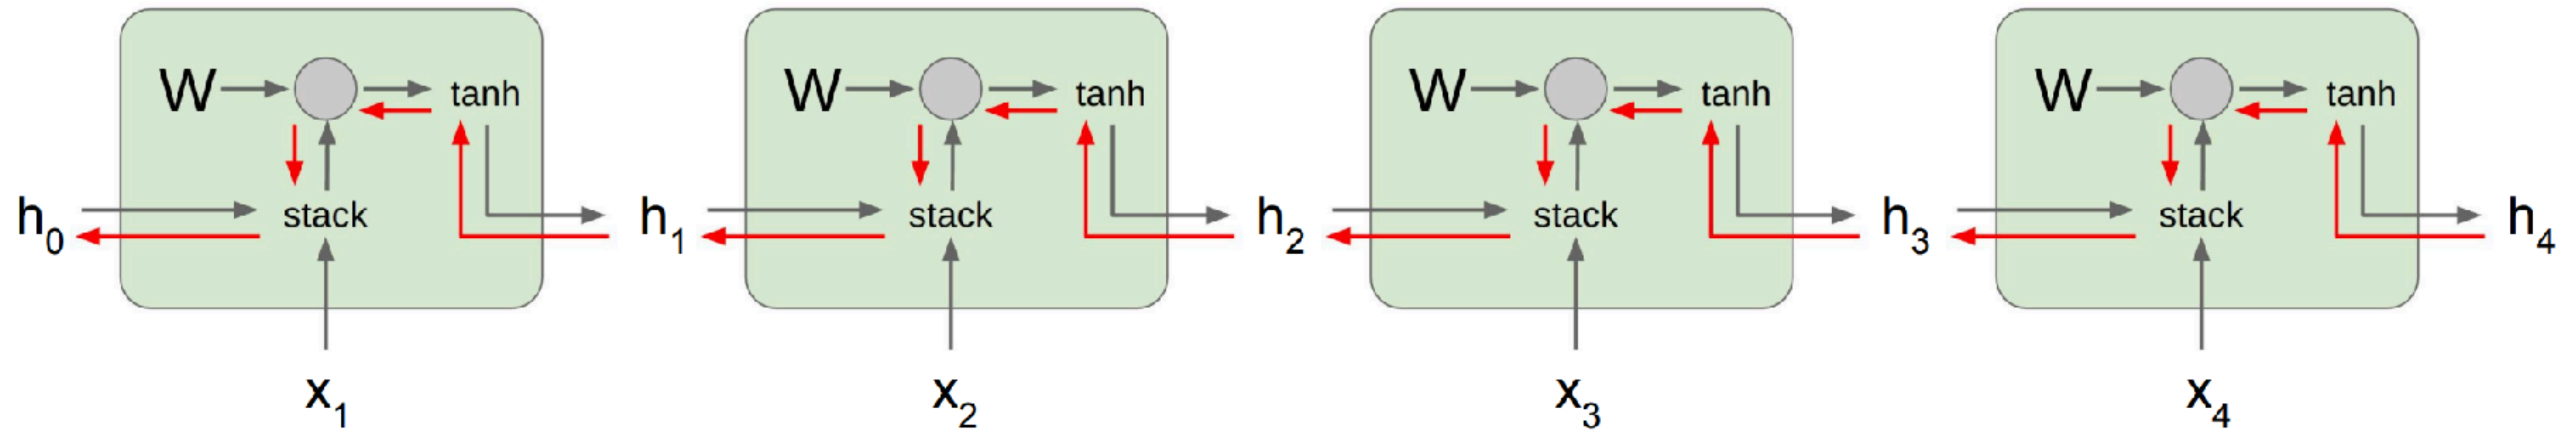 W tanh W tanh W tanh W tanh
h0 stack h1 stack h2 stack h3 stack h4
x1 x2 x3 x4